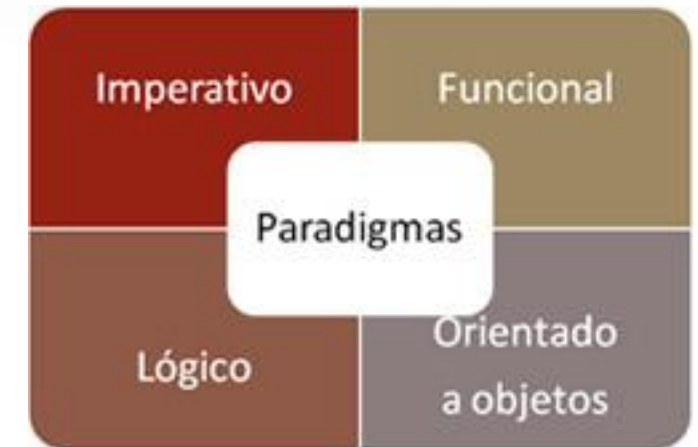 Imperativo
Funcional
Paradigmas
Lógico
Orientado
a objetos